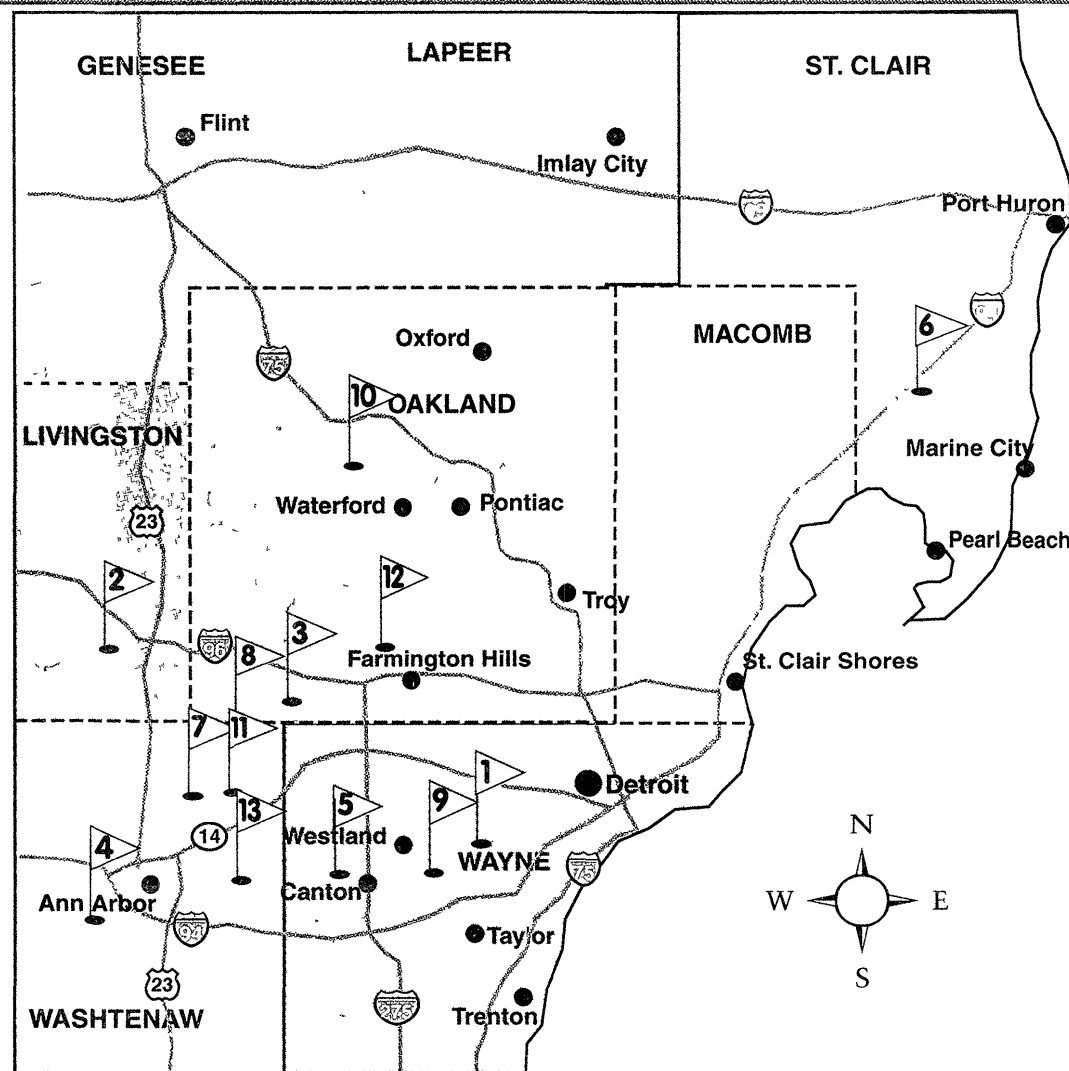 GENESEE
LAPEER
ST. CLAIR
Flint
Imlay City
Port Huron
6
Oxford
MACOMB
75
10
OAKLAND
LIVINGSTON
Marine City
Waterford
Pontiac
23
Pearl Beach
2
12
Troy
3
96
8
Farmington Hills
St. Clair Shores
7
11
1
Detroit
13
5
9
14
Westland
4
WAYNE
75
N
Canton
Ann Arbor
W
E
94
Taylor
S
23
Trenton
275
WASHTENAW